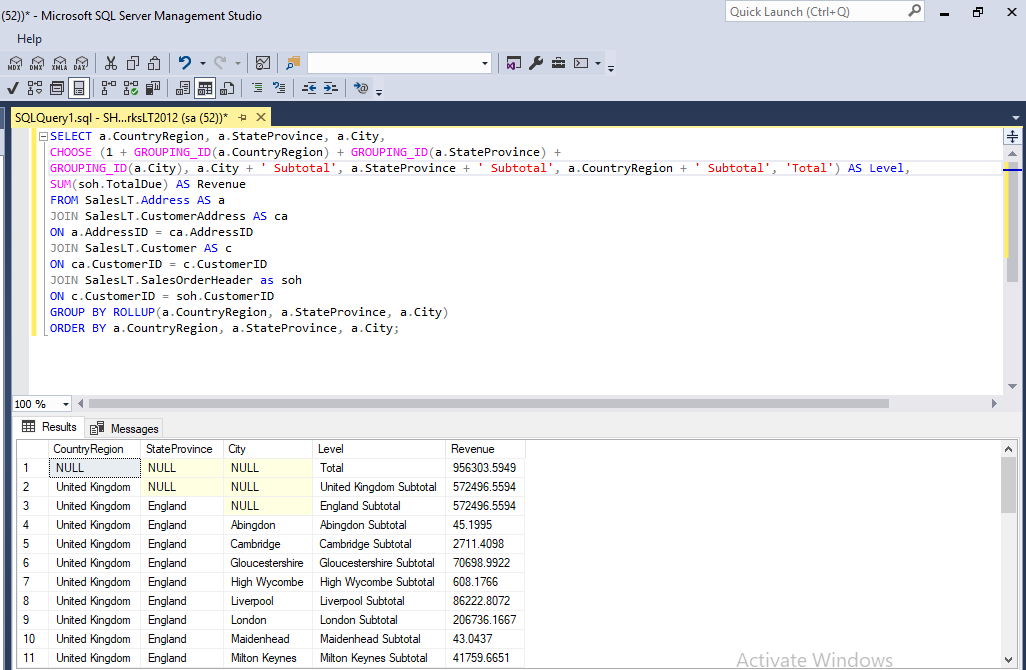 (52))* - Microsoft SQL Server Management Studio
Quick Launch (Ctrl+Q)
Help
MDX DMX XMLA DAX
SQLQuery1.sql - SH...rksLT2012 (sa (52))*
SELECT a.CountryRegion, a.StateProvince, a.City,
CHOOSE (1 + GROUPING_ID(a.CountryRegion) + GROUPING_ID(a.StateProvince) +
GROUPING_ID(a.City), a.City + ' Subtotal', a.StateProvince + ' Subtotal', a.CountryRegion + ' Subtotal', 'Total') AS Level,
SUM(soh.TotalDue) AS Revenue
FROM SalesLT.Address AS a
JOIN SalesLT.CustomerAddress AS ca
ON a.AddressID = ca.AddressID
JOIN SalesLT.Customer AS c
ON ca.CustomerID = c.CustomerID
JOIN SalesLT.SalesOrderHeader as soh
ON c.CustomerID = soh.CustomerID
GROUP BY ROLLUP(a.CountryRegion, a.StateProvince, a.City)
ORDER BY a.CountryRegion, a.StateProvince, a.City;
100 %
Results Messages
CountryRegion StateProvince City Level Revenue
1 NULL NULL NULL Total 956303.5949
2 United Kingdom NULL NULL United Kingdom Subtotal 572496.5594
3 United Kingdom England NULL England Subtotal 572496.5594
4 United Kingdom England Abingdon Abingdon Subtotal 45.1995
5 United Kingdom England Cambridge Cambridge Subtotal 2711.4098
6 United Kingdom England Gloucestershire Gloucestershire Subtotal 70698.9922
7 United Kingdom England High Wycombe High Wycombe Subtotal 608.1766
8 United Kingdom England Liverpool Liverpool Subtotal 86222.8072
9 United Kingdom England London London Subtotal 206736.1667
10 United Kingdom England Maidenhead Maidenhead Subtotal 43.0437
11 United Kingdom England Milton Keynes Milton Keynes Subtotal 41759.6651
Activate Windows